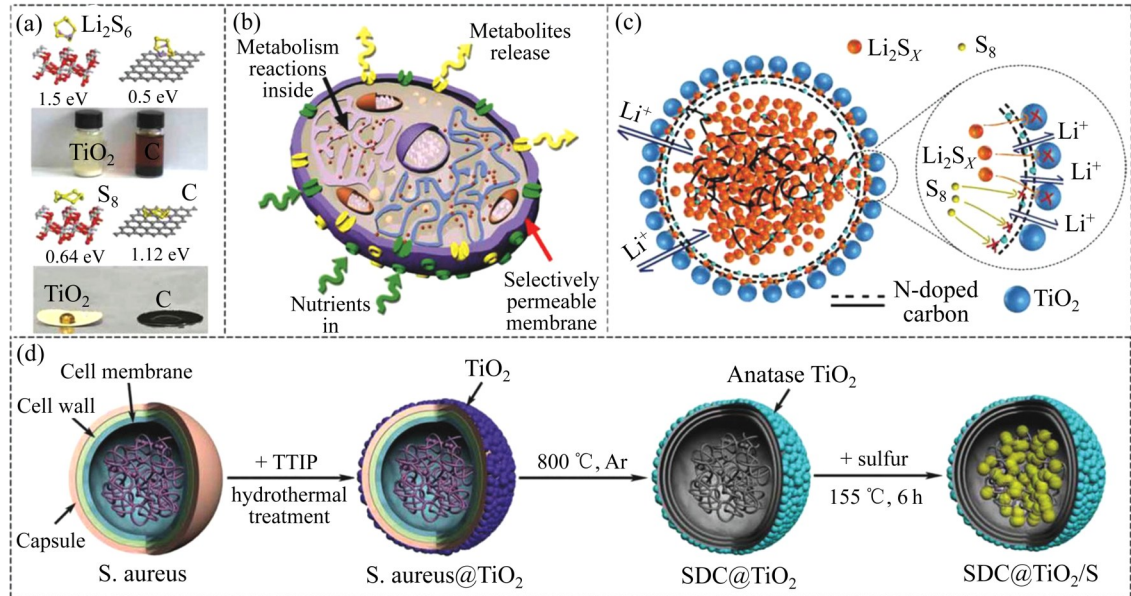 (a)
Li₂S₆
1.5 eV
0.5 eV
TiO₂
C
S₈
C
0.64 eV
1.12 eV
TiO₂
C
(b)
Metabolism
reactions
inside
Metabolites
release
Nutrients
in
Selectively
permeable
membrane
(c)
Li₂Sₓ
S₈
Li⁺
Li⁺
Li₂Sₓ
S₈
Li⁺
Li⁺
Li⁺
N-doped
carbon
TiO₂
(d)
Cell membrane
Cell wall
Capsule
S. aureus
+ TTIP
hydrothermal
treatment
TiO₂
S. aureus@TiO₂
800 ℃, Ar
Anatase TiO₂
SDC@TiO₂
+ sulfur
155 ℃, 6 h
SDC@TiO₂/S